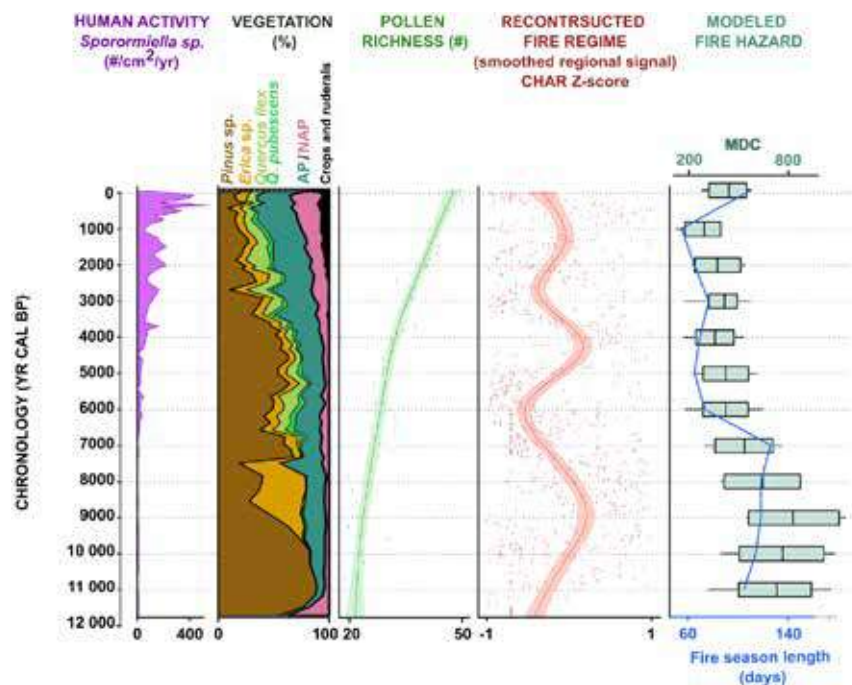 HUMAN ACTIVITY
Sporormiella sp.
(#/cm²/yr)
VEGETATION
(%)
POLLEN
RICHNESS (#)
RECONTRSUCTED
FIRE REGIME
(smoothed regional signal)
CHAR Z-score
MODELED
FIRE HAZARD
Pinus sp.
Erica sp.
Quercus ilex
Q. pubescens
AP/NAP
Crops and ruderals
MDC
200 800
CHRONOLOGY (YR CAL BP)
0
1000
2000
3000
4000
5000
6000
7000
8000
9000
10 000
11 000
12 000
0 400
0 100
20 50
-1 1
60 140
Fire season length
(days)